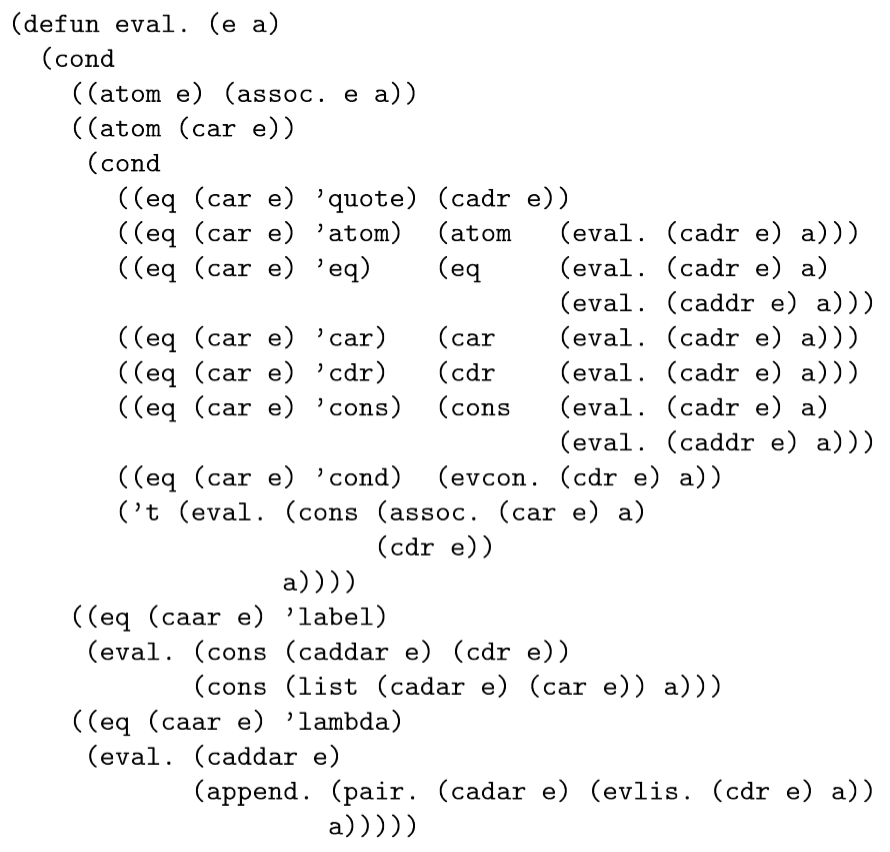 (defun eval. (e a)
  (cond
    ((atom e) (assoc. e a))
    ((atom (car e))
     (cond
       ((eq (car e) ’quote) (cadr e))
       ((eq (car e) ’atom)  (atom   (eval. (cadr e) a)))
       ((eq (car e) ’eq)    (eq     (eval. (cadr e) a)
                                    (eval. (caddr e) a)))
       ((eq (car e) ’car)   (car    (eval. (cadr e) a)))
       ((eq (car e) ’cdr)   (cdr    (eval. (cadr e) a)))
       ((eq (car e) ’cons)  (cons   (eval. (cadr e) a)
                                    (eval. (caddr e) a)))
       ((eq (car e) ’cond)  (evcon. (cdr e) a))
       (’t (eval. (cons (assoc. (car e) a)
                        (cdr e))
                  a))))
    ((eq (caar e) ’label)
     (eval. (cons (caddar e) (cdr e))
            (cons (list (cadar e) (car e)) a)))
    ((eq (caar e) ’lambda)
     (eval. (caddar e)
            (append. (pair. (cadar e) (evlis. (cdr e) a))
                     a)))))